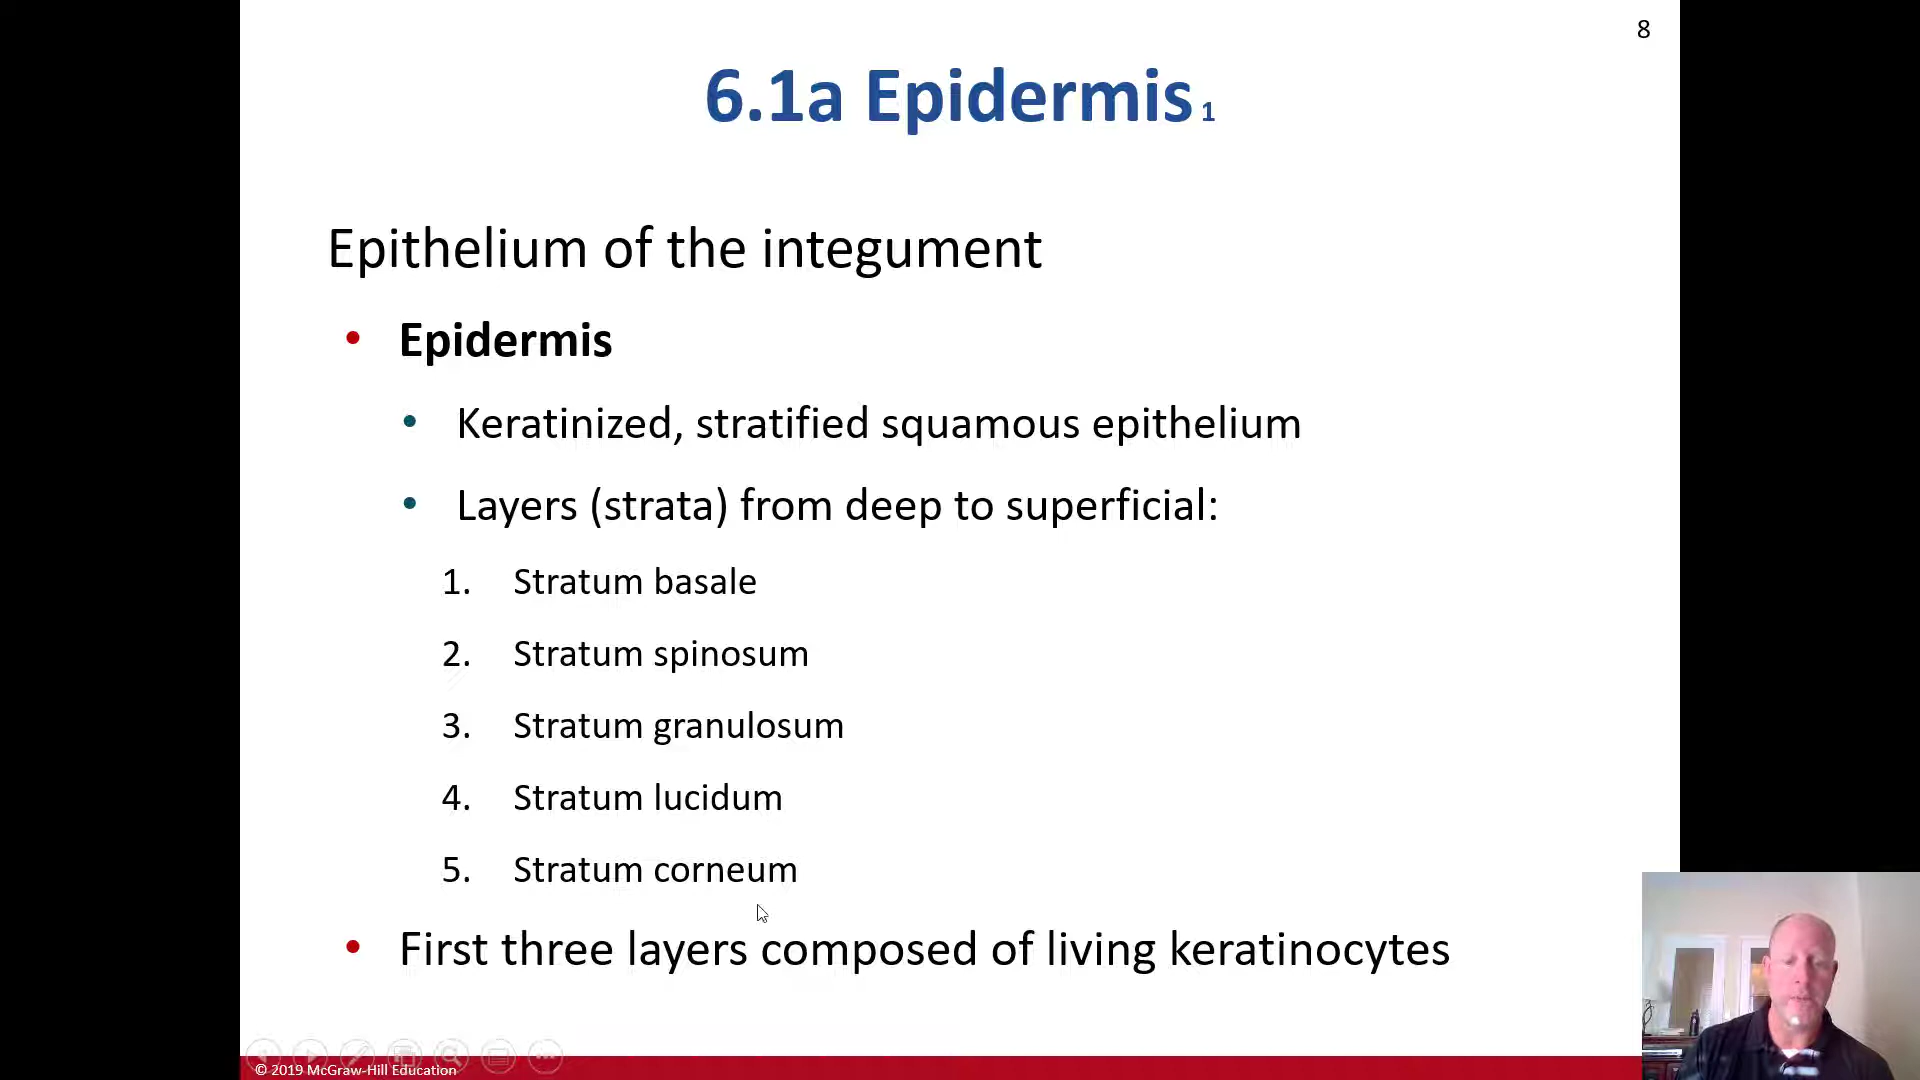 8
6.1a Epidermis 1
Epithelium of the integument
• Epidermis
• Keratinized, stratified squamous epithelium
• Layers (strata) from deep to superficial:
1. Stratum basale
2. Stratum spinosum
3. Stratum granulosum
4. Stratum lucidum
5. Stratum corneum
• First three layers composed of living keratinocytes
© 2019 McGraw-Hill Education